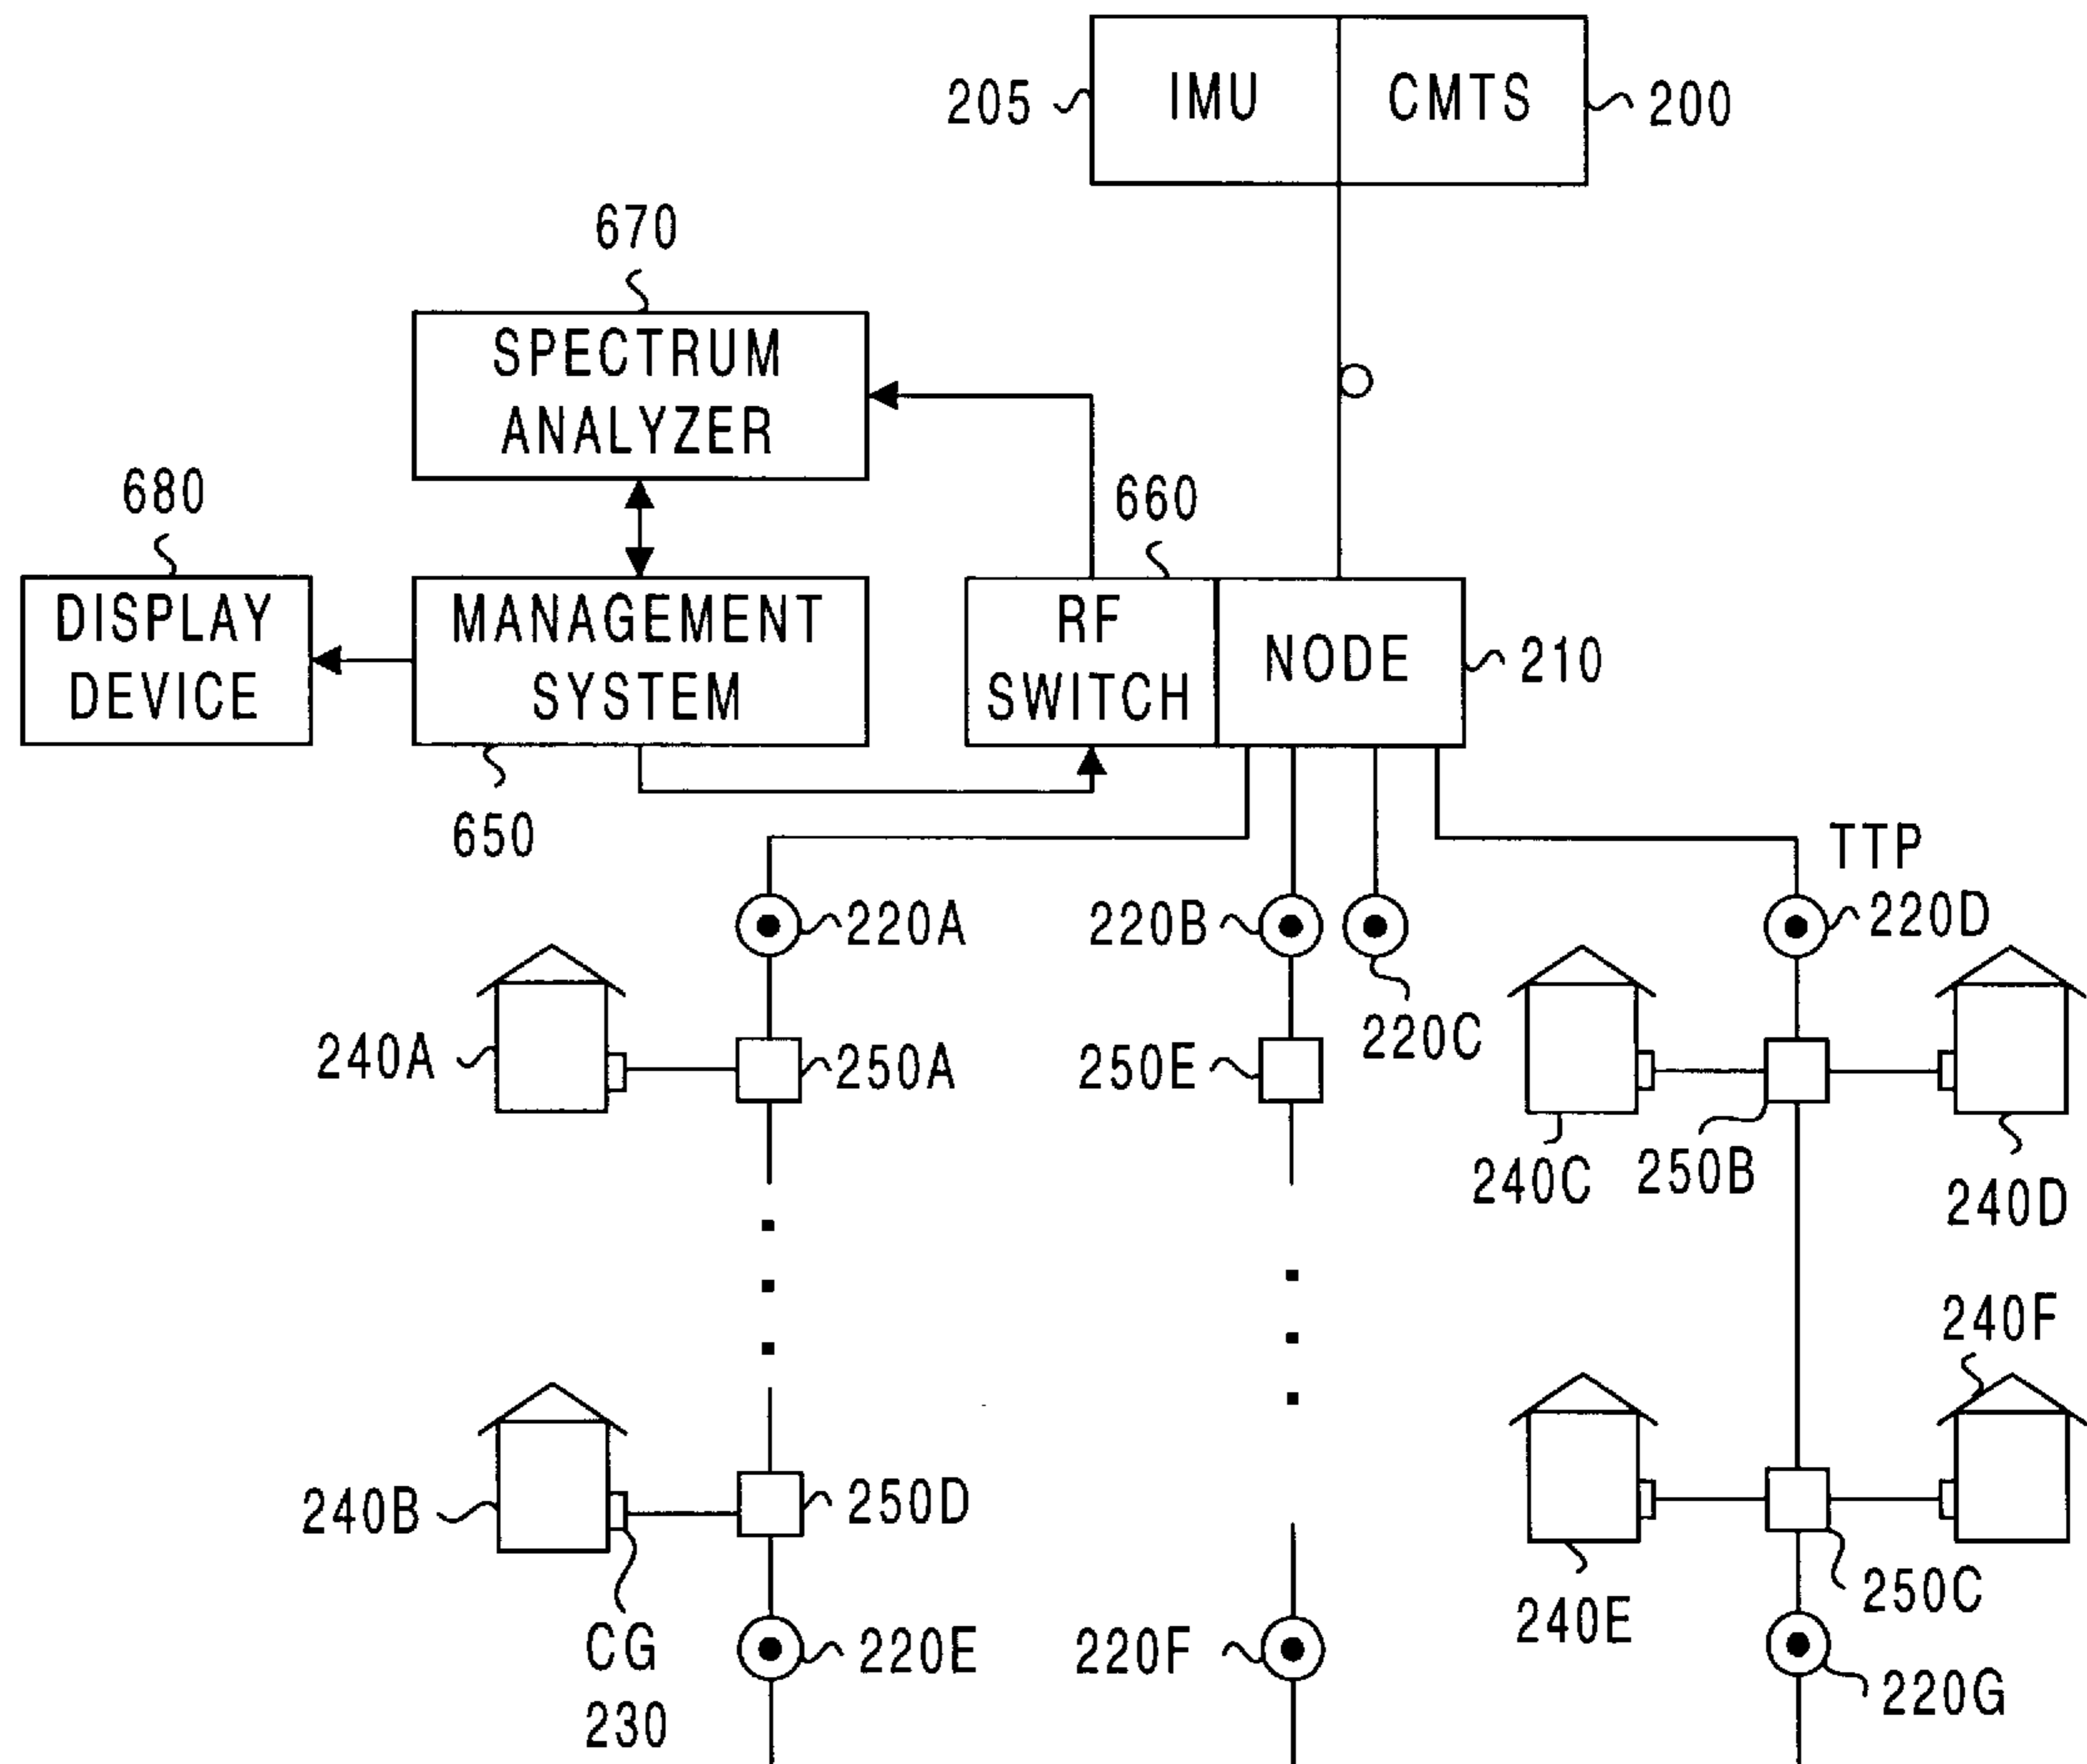 IMU
CMTS
205
200
670
SPECTRUM
ANALYZER
680
660
DISPLAY
DEVICE
MANAGEMENT
SYSTEM
RF
SWITCH
NODE
210
650
TTP
220A
220B
220D
220C
240A
250A
250E
240C
250B
240D
240F
240B
250D
250C
240E
CG
230
220E
220F
220G